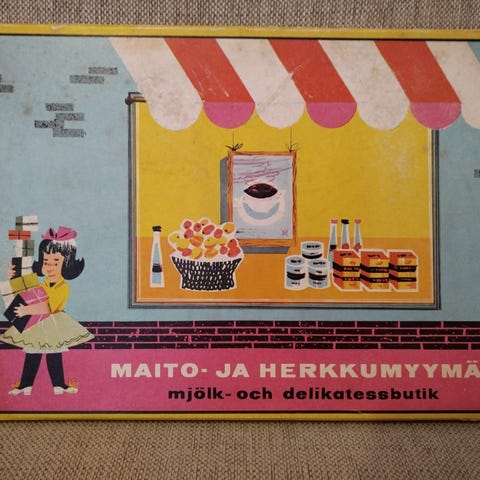 MAITO- JA HERKKUMYYMÄ
mjölk- och delikatessbutik